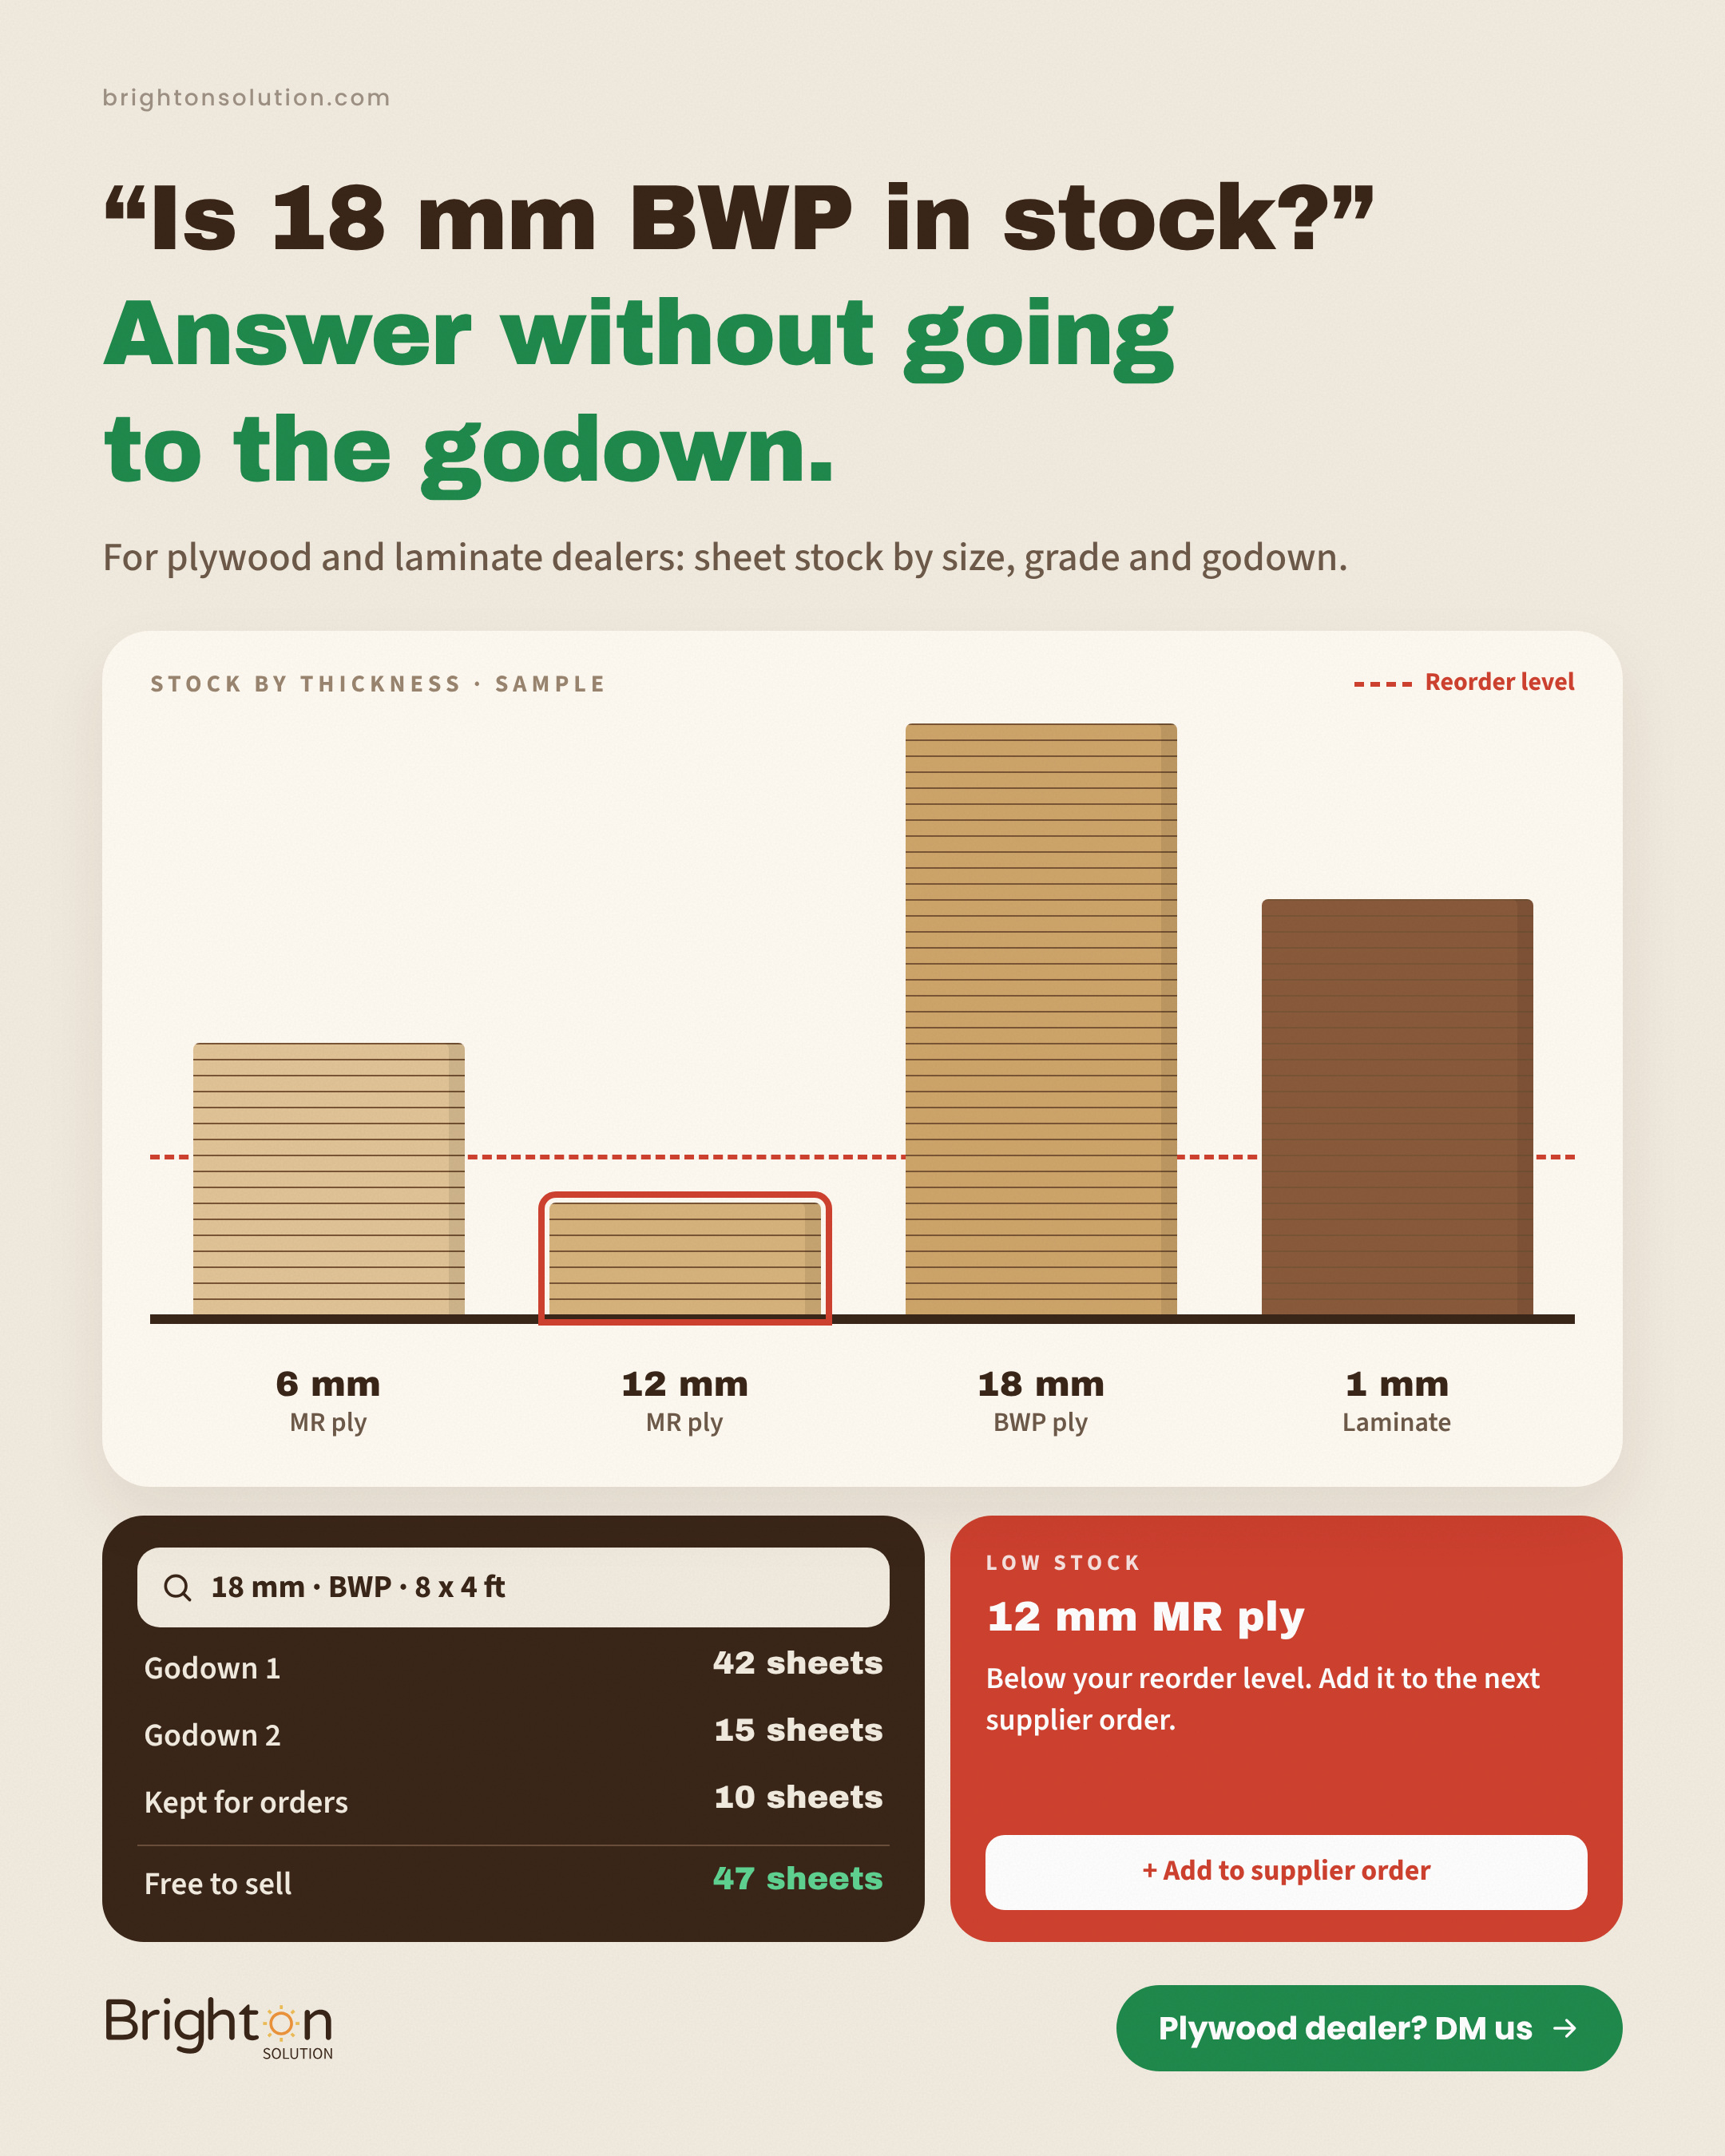 brightonsolution.com
“Is 18 mm BWP in stock?”
Answer without going
to the godown.
For plywood and laminate dealers: sheet stock by size, grade and godown.
STOCK BY THICKNESS · SAMPLE
Reorder level
6 mm
MR ply
12 mm
MR ply
18 mm
BWP ply
1 mm
Laminate
18 mm · BWP · 8 x 4 ft
Godown 1
42 sheets
Godown 2
15 sheets
Kept for orders
10 sheets
Free to sell
47 sheets
LOW STOCK
12 mm MR ply
Below your reorder level. Add it to the next
supplier order.
+ Add to supplier order
Brighton
SOLUTION
Plywood dealer? DM us →